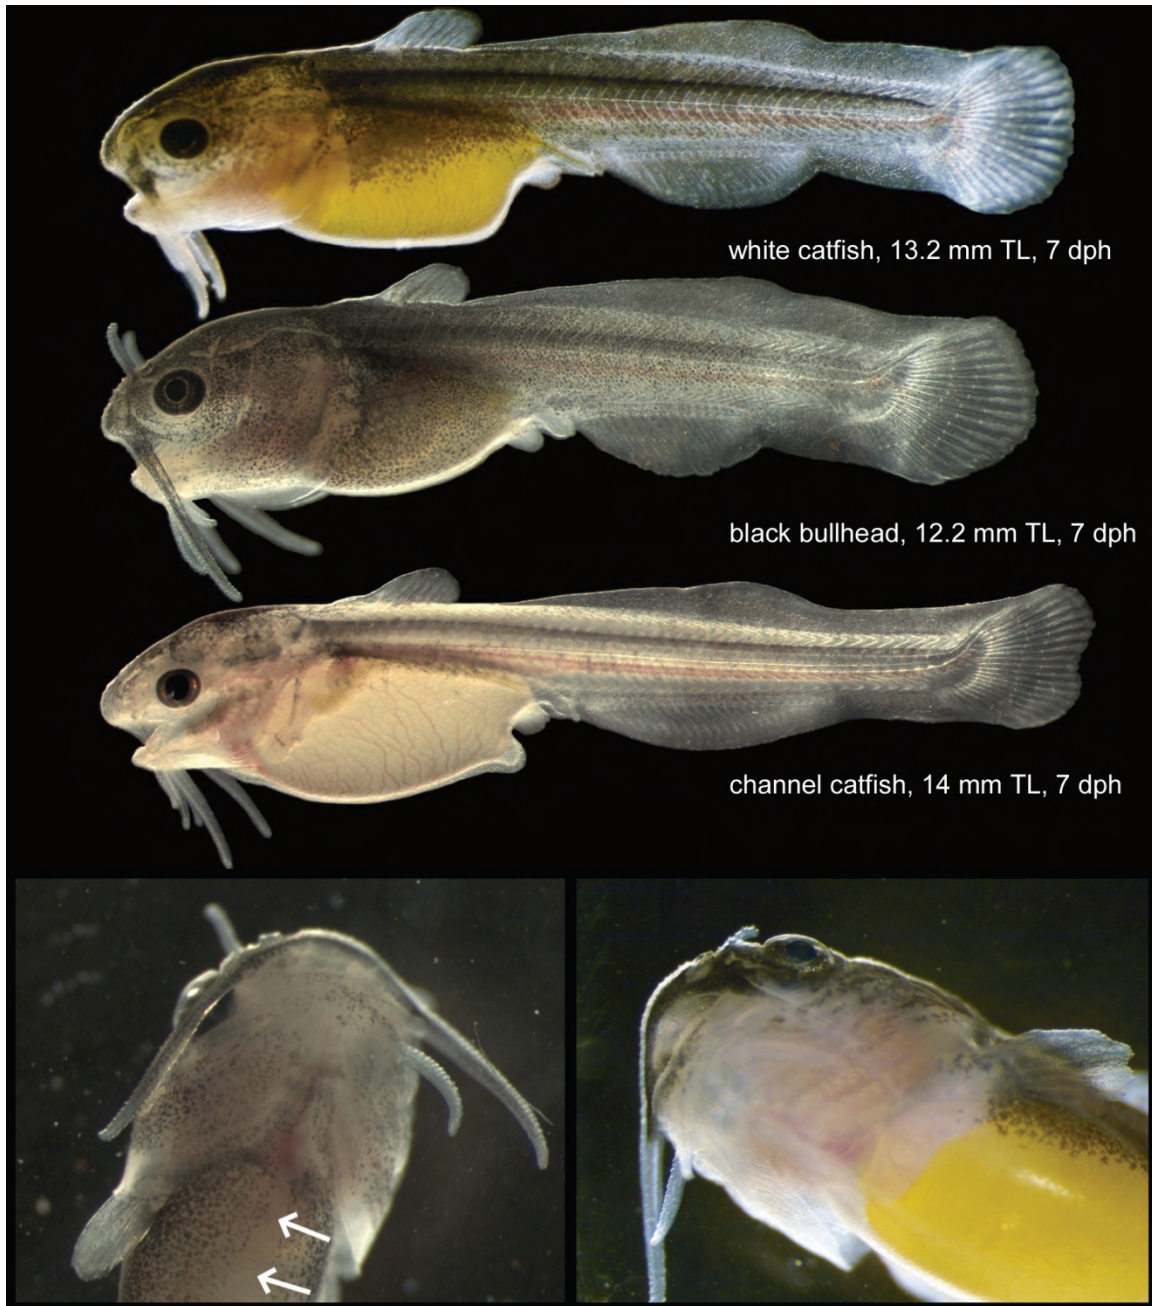 white catfish, 13.2 mm TL, 7 dph
black bullhead, 12.2 mm TL, 7 dph
channel catfish, 14 mm TL, 7 dph